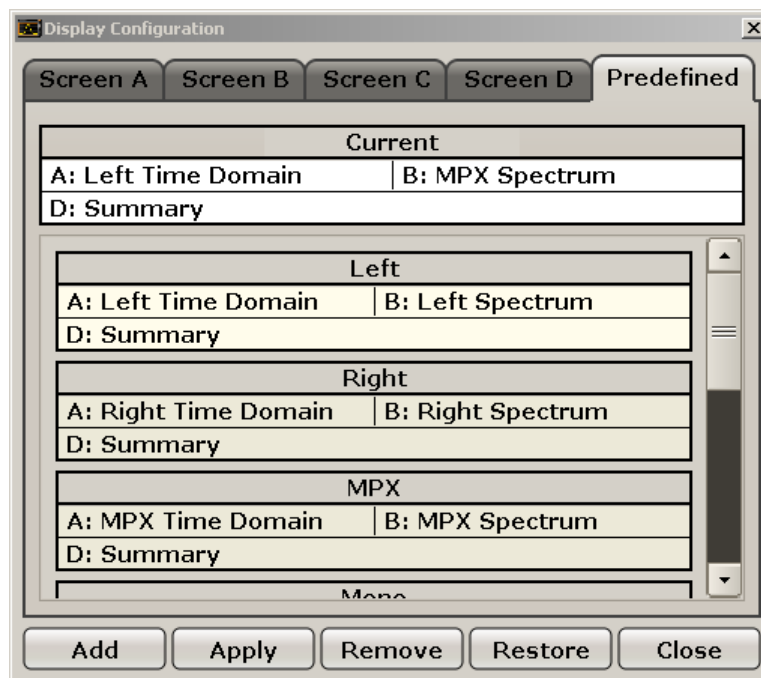 Display Configuration
Screen A Screen B Screen C Screen D Predefined
Current
A: Left Time Domain B: MPX Spectrum
D: Summary
Left
A: Left Time Domain B: Left Spectrum
D: Summary
Right
A: Right Time Domain B: Right Spectrum
D: Summary
MPX
A: MPX Time Domain B: MPX Spectrum
D: Summary
Mono
Add Apply Remove Restore Close